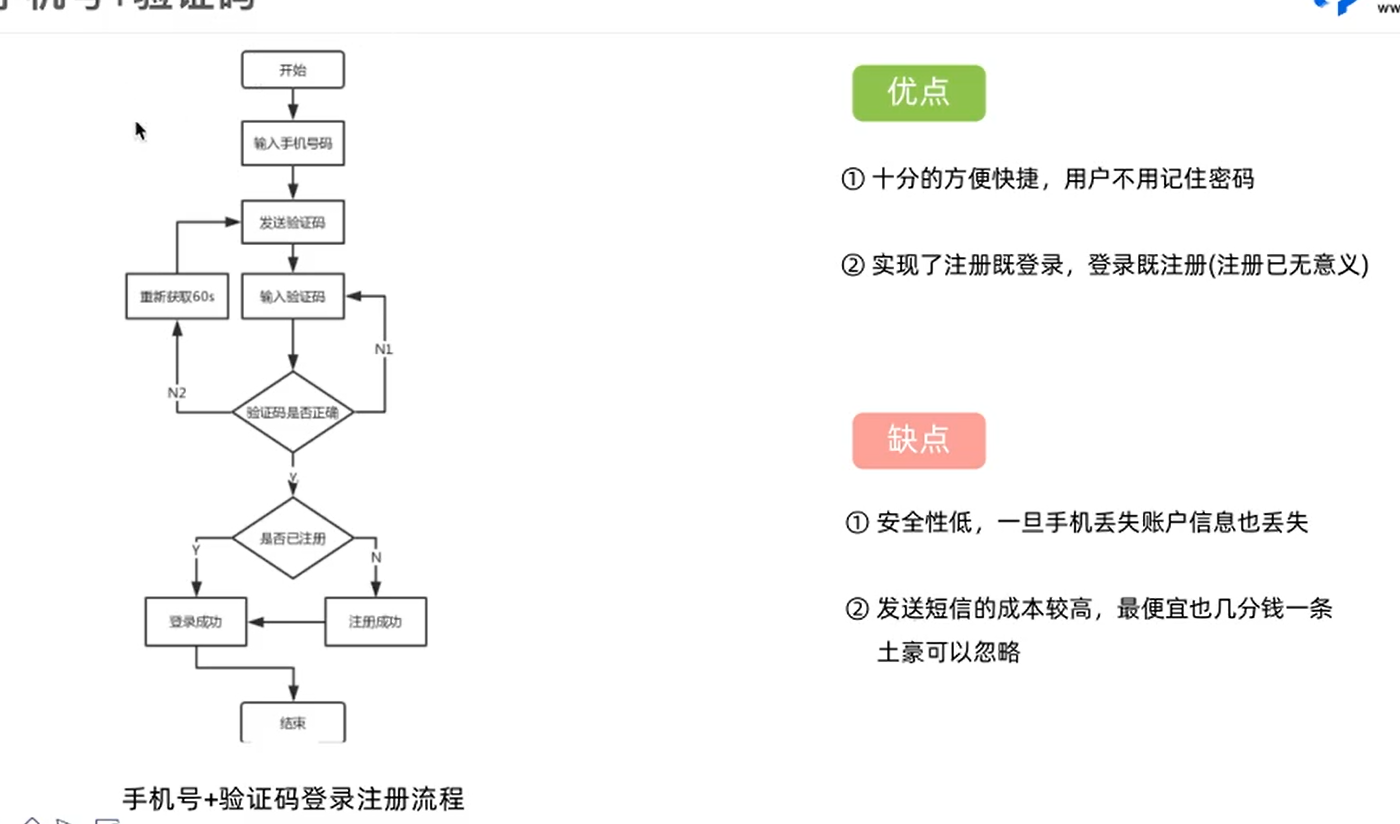 手机号+验证码
ww
开始
输入手机号码
发送验证码
重新获取60s
输入验证码
N1
N2
验证码是否正确
Y
是否已注册
Y
N
登录成功
注册成功
结束
手机号+验证码登录注册流程
优点
① 十分的方便快捷，用户不用记住密码
② 实现了注册既登录，登录既注册(注册已无意义)
缺点
① 安全性低，一旦手机丢失账户信息也丢失
② 发送短信的成本较高，最便宜也几分钱一条
土豪可以忽略